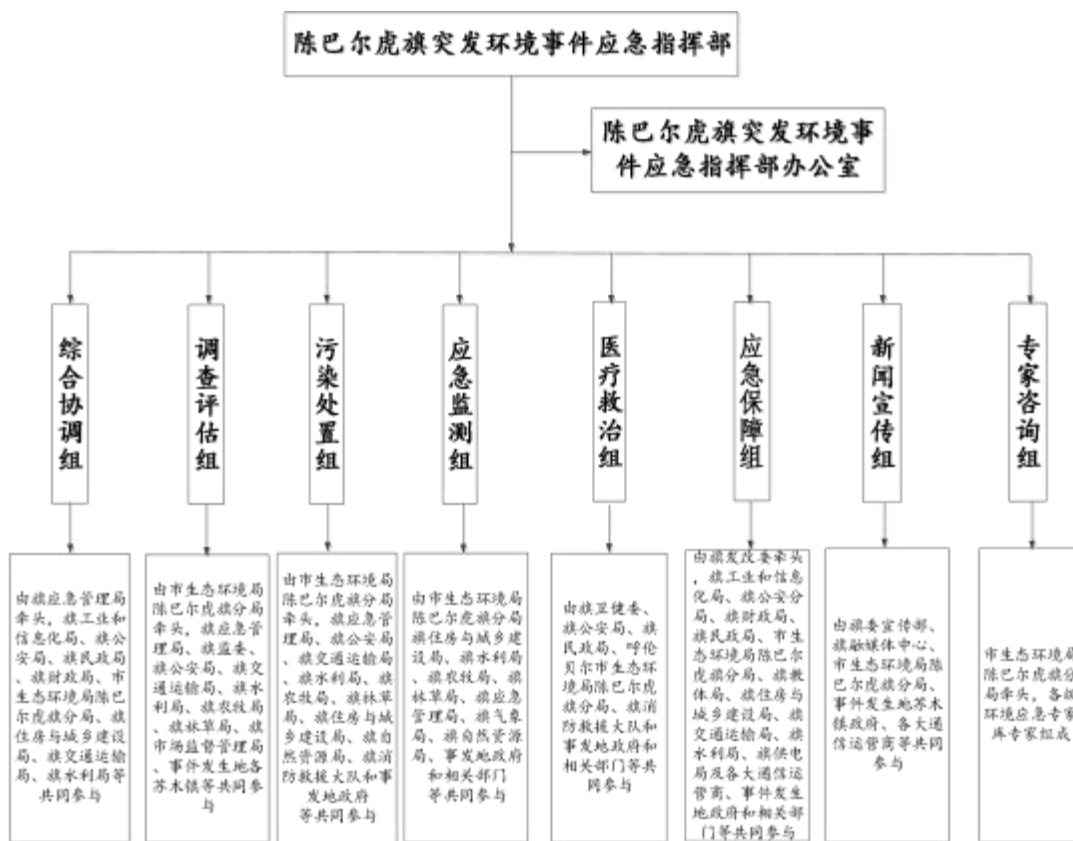 陈巴尔虎旗突发环境事件应急指挥部
陈巴尔虎旗突发环境事
件应急指挥部办公室
综合协调组
调查评估组
污染处置组
应急监测组
医疗救治组
应急保障组
新闻宣传组
专家咨询组
由旗应急管理局
牵头，旗工业和
信息化局、旗公
安局、旗民政局
、旗财政局、市
生态环境局陈巴
尔虎旗分局、旗
住房与城乡建设
局、旗交通运输
局、旗水利局等
共同参与
由市生态环境局
陈巴尔虎旗分局
牵头，旗应急管
理局、旗监委、
旗公安局、旗交
通运输局、旗水
利局、旗农牧局
、旗林草局、旗
市场监督管理局
、事件发生地各
苏木镇等共同参
与
由市生态环境局
陈巴尔虎旗分局
牵头，旗应急管
理局、旗公安局
、旗交通运输局
、旗水利局、旗
农牧局、旗林草
局、旗住房与城
乡建设局、旗自
然资源局、旗消
防救援大队和事
发地政府
等共同参与
由市生态环境局
陈巴尔虎旗分局
旗住房与城乡建
设局、旗水利局
、旗农牧局、旗
林草局、旗应急
管理局、旗气象
局、旗自然资源
局、事发地政府
和相关部门
等共同参与
由旗卫健委、
旗公安局、旗
民政局、呼伦
贝尔市生态环
境局陈巴尔虎
旗分局、旗消
防救援大队和
事发地政府和
相关部门等共
同参与
由旗发改委牵头
，旗工业和信息
化局、旗公安分
局、旗财政局、
旗民政局、市生
态环境局陈巴尔
虎旗分局、旗教
体局、旗住房与
城乡建设局、旗
交通运输局、旗
水利局、旗供电
局及各大通信运
营商、事件发生
地政府和相关部
门等共同参与
由旗委宣传部、
旗融媒体中心、
市生态环境局陈
巴尔虎旗分局、
事件发生地苏木
镇政府、各大通
信运营商等共同
参与
市生态环境局
陈巴尔虎旗分
局牵头，各级
环境应急专家
库专家组成